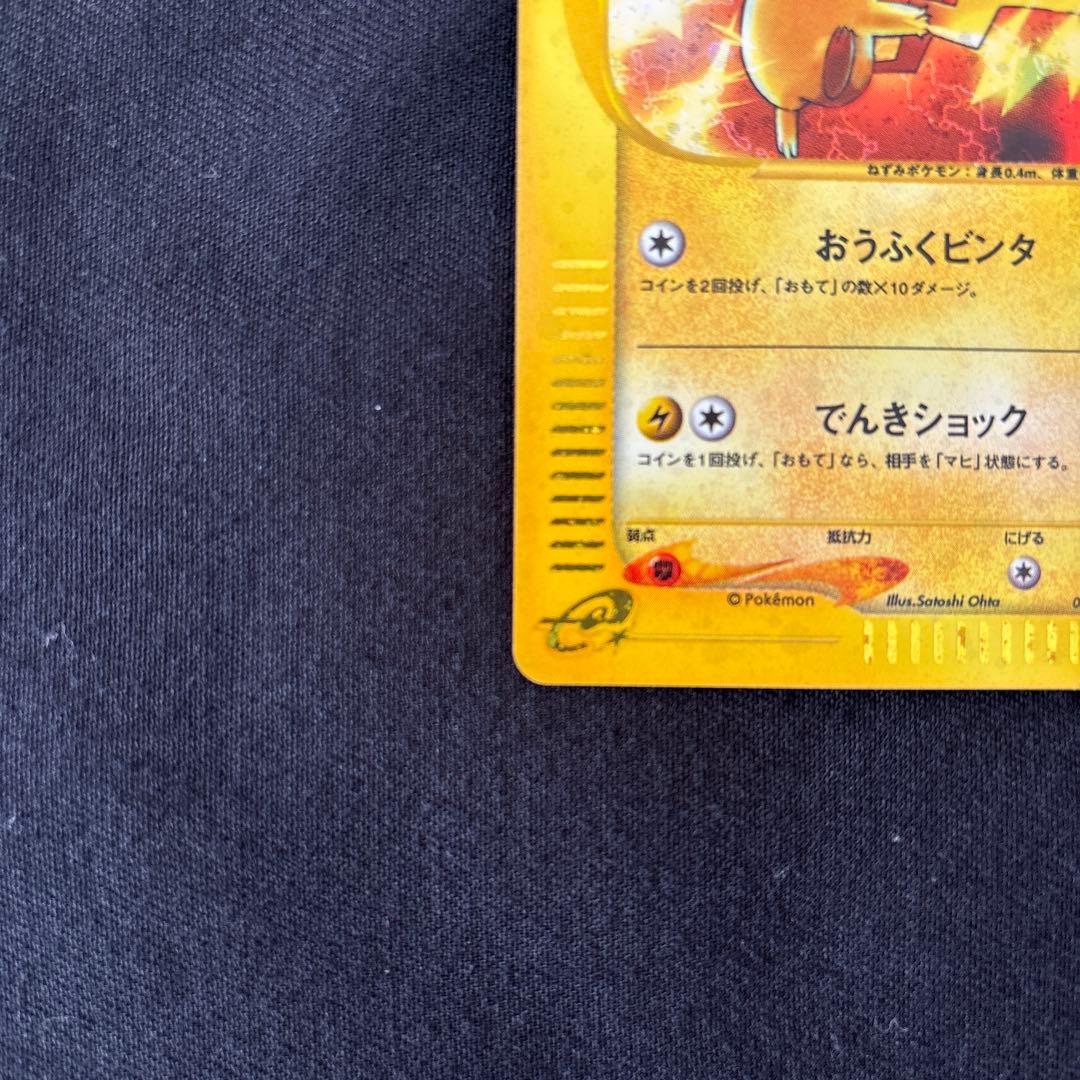 ねずみポケモン：身長0.4m、体重
おうふくビンタ
コインを2回投げ、「おもて」の数×10ダメージ。
でんきショック
コインを1回投げ、「おもて」なら、相手を「マヒ」状態にする。
弱点 抵抗力 にげる
©Pokémon Illus.Satoshi Ohta 0
e